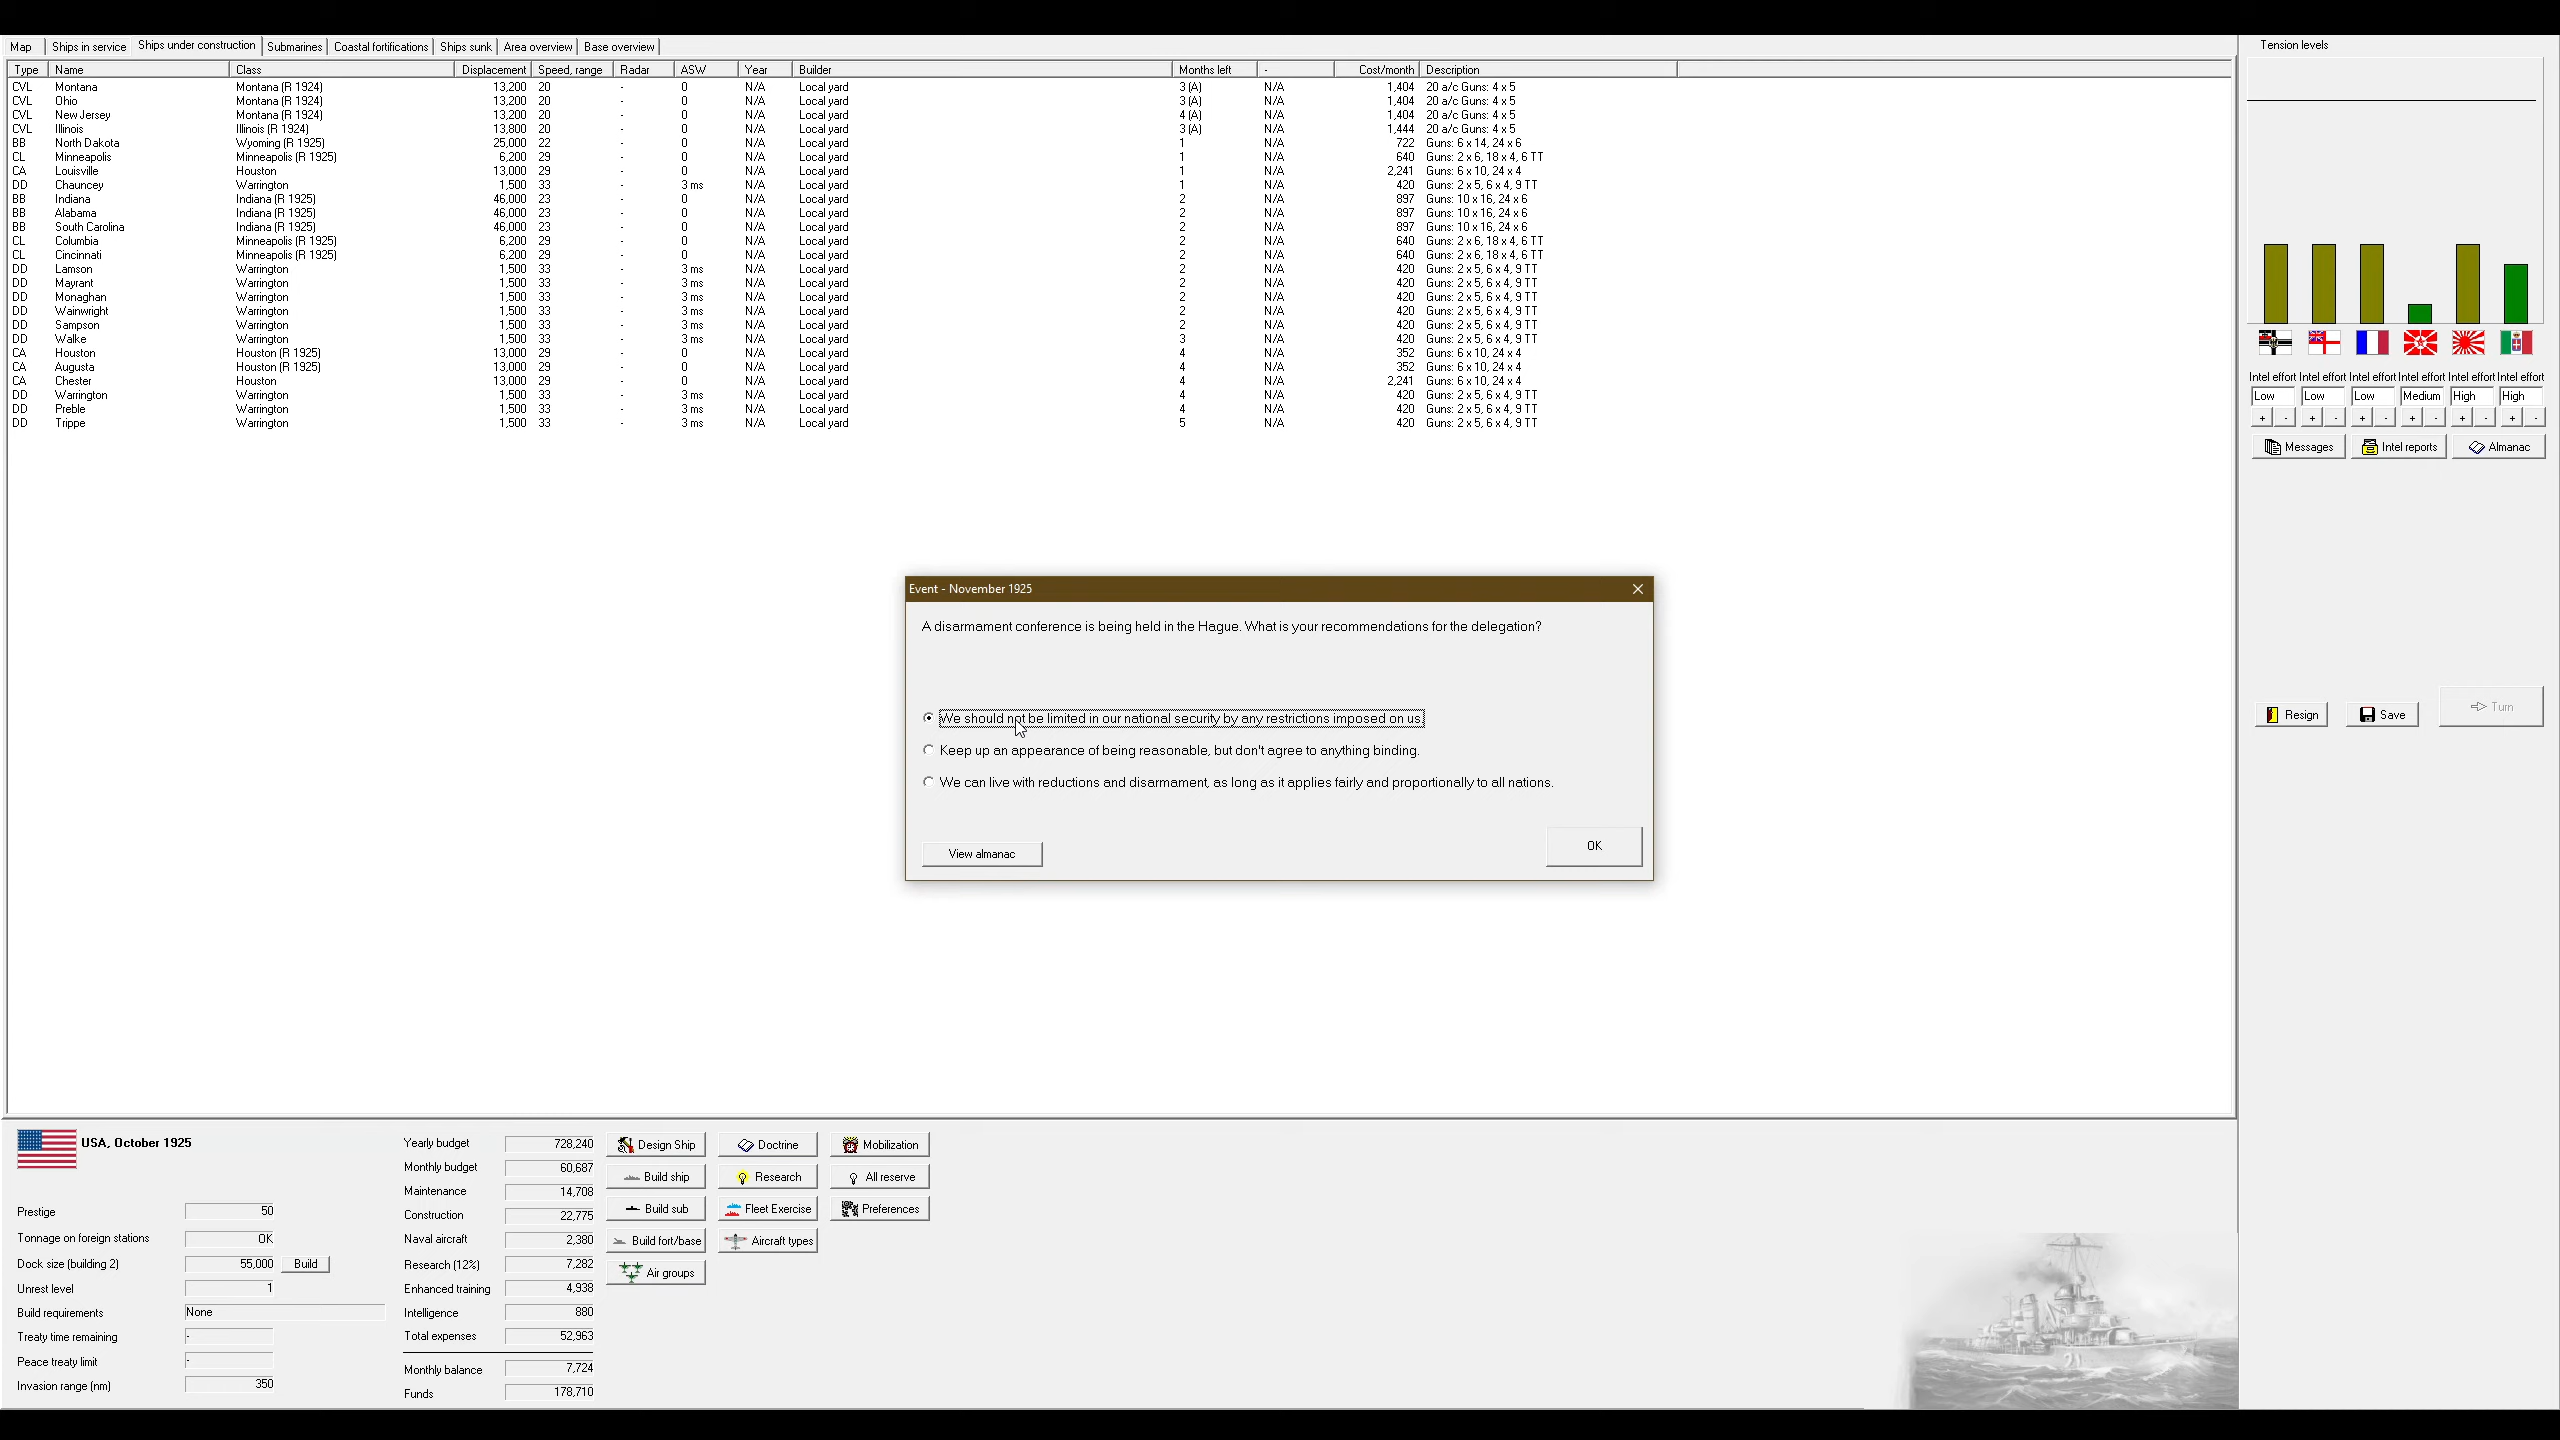 Map Ships in service Ships under construction Submarines Coastal fortifications Ships sunk Area overview Base overview
Tension levels
Type Name Class Displacement Speed, range Radar ASW Year Builder Months left - Cost/month Description
CVL Montana Montana (R 1924) 13,200 20 - 0 N/A Local yard 3 (A) N/A 1,404 20 a/c Guns: 4 x 5
CVL Ohio Montana (R 1924) 13,200 20 - 0 N/A Local yard 3 (A) N/A 1,404 20 a/c Guns: 4 x 5
CVL New Jersey Montana (R 1924) 13,200 20 - 0 N/A Local yard 4 (A) N/A 1,404 20 a/c Guns: 4 x 5
CVL Illinois Illinois (R 1924) 13,800 20 - 0 N/A Local yard 3 (A) N/A 1,444 20 a/c Guns: 4 x 5
BB North Dakota Wyoming (R 1925) 25,000 22 - 0 N/A Local yard 1 N/A 722 Guns: 6 x 14, 24 x 6
CL Minneapolis Minneapolis (R 1925) 6,200 29 - 0 N/A Local yard 1 N/A 640 Guns: 2 x 6, 18 x 4, 6 TT
CA Louisville Houston 13,000 29 - 0 N/A Local yard 1 N/A 2,241 Guns: 6 x 10, 24 x 4
DD Chauncey Warrington 1,500 33 - 3 ms N/A Local yard 1 N/A 420 Guns: 2 x 5, 6 x 4, 9 TT
BB Indiana Indiana (R 1925) 46,000 23 - 0 N/A Local yard 2 N/A 897 Guns: 10 x 16, 24 x 6
BB Alabama Indiana (R 1925) 46,000 23 - 0 N/A Local yard 2 N/A 897 Guns: 10 x 16, 24 x 6
BB South Carolina Indiana (R 1925) 46,000 23 - 0 N/A Local yard 2 N/A 897 Guns: 10 x 16, 24 x 6
CL Columbia Minneapolis (R 1925) 6,200 29 - 0 N/A Local yard 2 N/A 640 Guns: 2 x 6, 18 x 4, 6 TT
CL Cincinnati Minneapolis (R 1925) 6,200 29 - 0 N/A Local yard 2 N/A 640 Guns: 2 x 6, 18 x 4, 6 TT
DD Lamson Warrington 1,500 33 - 3 ms N/A Local yard 2 N/A 420 Guns: 2 x 5, 6 x 4, 9 TT
DD Mayrant Warrington 1,500 33 - 3 ms N/A Local yard 2 N/A 420 Guns: 2 x 5, 6 x 4, 9 TT
DD Monaghan Warrington 1,500 33 - 3 ms N/A Local yard 2 N/A 420 Guns: 2 x 5, 6 x 4, 9 TT
DD Wainwright Warrington 1,500 33 - 3 ms N/A Local yard 2 N/A 420 Guns: 2 x 5, 6 x 4, 9 TT
DD Sampson Warrington 1,500 33 - 3 ms N/A Local yard 2 N/A 420 Guns: 2 x 5, 6 x 4, 9 TT
DD Walke Warrington 1,500 33 - 3 ms N/A Local yard 3 N/A 420 Guns: 2 x 5, 6 x 4, 9 TT
CA Houston Houston (R 1925) 13,000 29 - 0 N/A Local yard 4 N/A 352 Guns: 6 x 10, 24 x 4
CA Augusta Houston (R 1925) 13,000 29 - 0 N/A Local yard 4 N/A 352 Guns: 6 x 10, 24 x 4
CA Chester Houston 13,000 29 - 0 N/A Local yard 4 N/A 2,241 Guns: 6 x 10, 24 x 4
DD Warrington Warrington 1,500 33 - 3 ms N/A Local yard 4 N/A 420 Guns: 2 x 5, 6 x 4, 9 TT
DD Preble Warrington 1,500 33 - 3 ms N/A Local yard 4 N/A 420 Guns: 2 x 5, 6 x 4, 9 TT
DD Trippe Warrington 1,500 33 - 3 ms N/A Local yard 5 N/A 420 Guns: 2 x 5, 6 x 4, 9 TT
Intel effort Intel effort Intel effort Intel effort Intel effort Intel effort
Low Low Low Medium High High
+ - + - + - + - + - + -
Messages Intel reports Almanac
Resign Save Turn
Event - November 1925
A disarmament conference is being held in the Hague. What is your recommendations for the delegation?
We should not be limited in our national security by any restrictions imposed on us.
Keep up an appearance of being reasonable, but don't agree to anything binding.
We can live with reductions and disarmament, as long as it applies fairly and proportionally to all nations.
View almanac OK
USA, October 1925
Prestige 50
Tonnage on foreign stations OK
Dock size (building 2) 55,000 Build
Unrest level 1
Build requirements None
Treaty time remaining -
Peace treaty limit -
Invasion range (nm) 350
Yearly budget 728,240
Monthly budget 60,687
Maintenance 14,708
Construction 22,775
Naval aircraft 2,380
Research (12%) 7,282
Enhanced training 4,938
Intelligence 880
Total expenses 52,963
Monthly balance 7,724
Funds 178,710
Design Ship Doctrine Mobilization
Build ship Research All reserve
Build sub Fleet Exercise Preferences
Build fort/base Aircraft types
Air groups